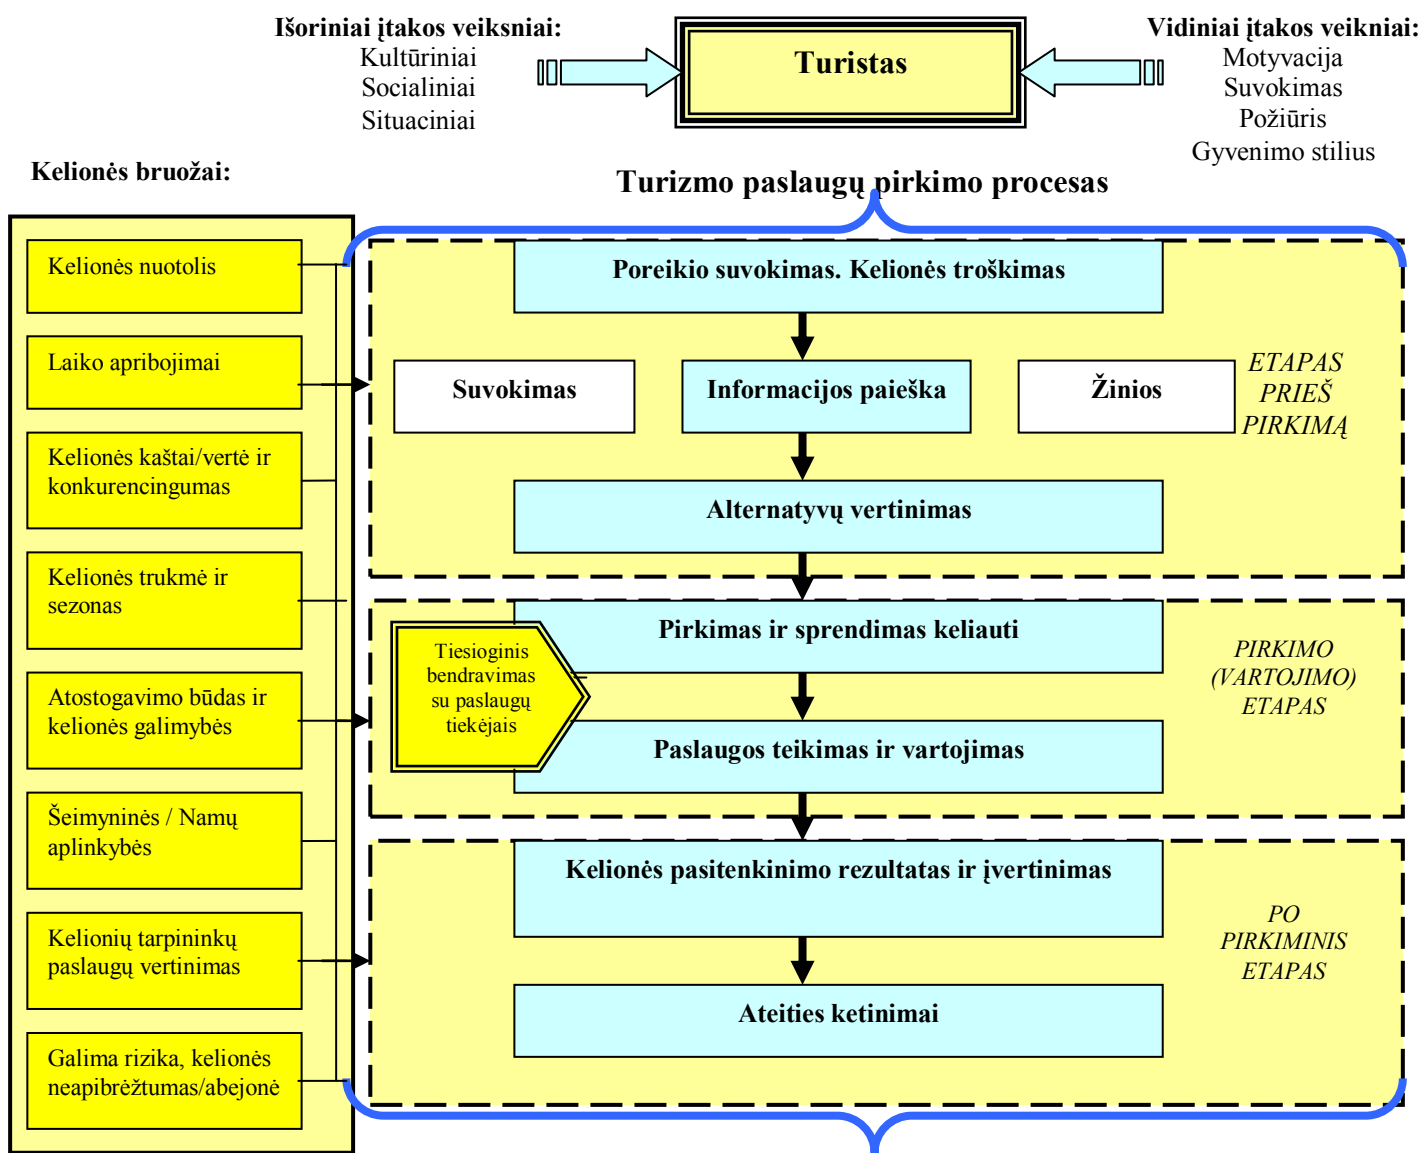 Išoriniai įtakos veiksniai:
Kultūriniai
Socialiniai
Situaciniai
Turistas
Vidiniai įtakos veikniai:
Motyvacija
Suvokimas
Požiūris
Gyvenimo stilius
Kelionės bruožai:
Turizmo paslaugų pirkimo procesas
Kelionės nuotolis
Laiko apribojimai
Kelionės kaštai/vertė ir
konkurencingumas
Kelionės trukmė ir
sezonas
Atostogavimo būdas ir
kelionės galimybės
Šeimyninės / Namų
aplinkybės
Kelionių tarpininkų
paslaugų vertinimas
Galima rizika, kelionės
neapibrėžtumas/abejonė
Poreikio suvokimas. Kelionės troškimas
Suvokimas
Informacijos paieška
Žinios
ETAPAS
PRIEŠ
PIRKIMĄ
Alternatyvų vertinimas
Pirkimas ir sprendimas keliauti
Tiesioginis
bendravimas
su paslaugų
tiekėjais
PIRKIMO
(VARTOJIMO)
ETAPAS
Paslaugos teikimas ir vartojimas
Kelionės pasitenkinimo rezultatas ir įvertinimas
PO
PIRKIMINIS
ETAPAS
Ateities ketinimai